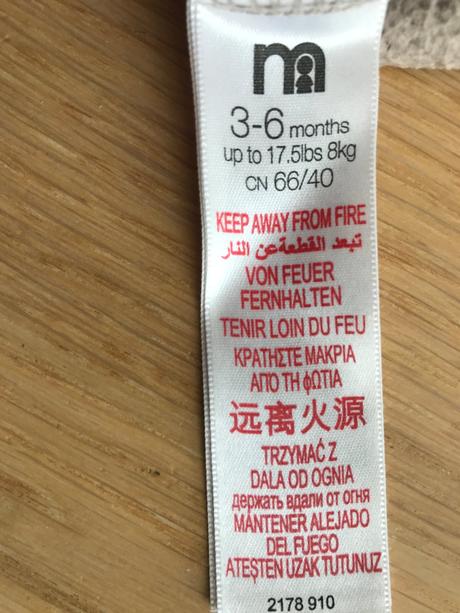 m
3-6 months
up to 17.5lbs 8kg
CN 66/40
KEEP AWAY FROM FIRE
تبعد القطعة عن النار
VON FEUER
FERNHALTEN
TENIR LOIN DU FEU
ΚΡΑΤΗΣΤΕ ΜΑΚΡΙΑ
ΑΠΟ ΤΗ ΦΩΤΙΑ
远离火源
TRZYMAĆ Z
DALA OD OGNIA
держать вдали от огня
MANTENER ALEJADO
DEL FUEGO
ATEŞTEN UZAK TUTUNUZ
2178 910